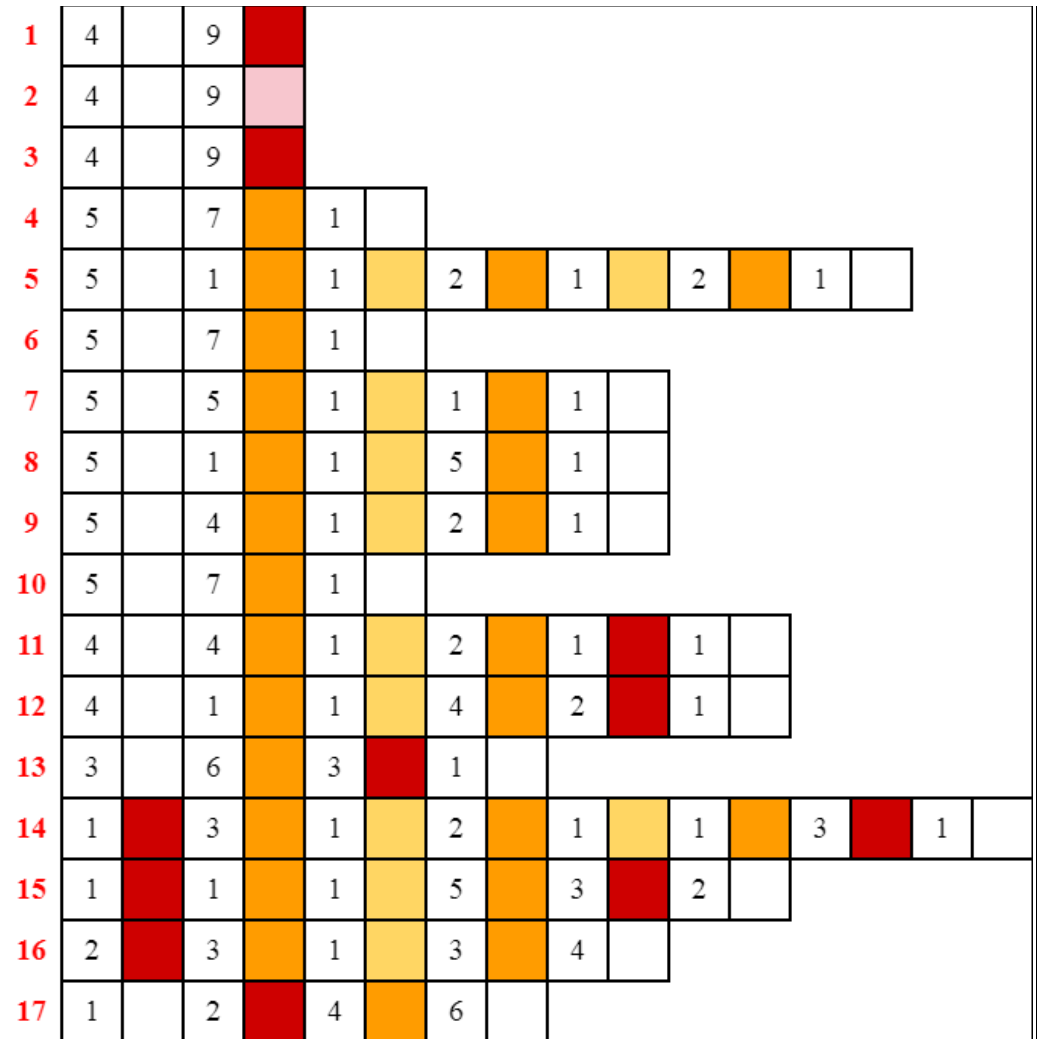 1 4 9
2 4 9
3 4 9
4 5 7 1
5 5 1 1 2 1 2 1
6 5 7 1
7 5 5 1 1 1
8 5 1 1 5 1
9 5 4 1 2 1
10 5 7 1
11 4 4 1 2 1 1
12 4 1 1 4 2 1
13 3 6 3 1
14 1 3 1 2 1 1 3 1
15 1 1 1 5 3 2
16 2 3 1 3 4
17 1 2 4 6